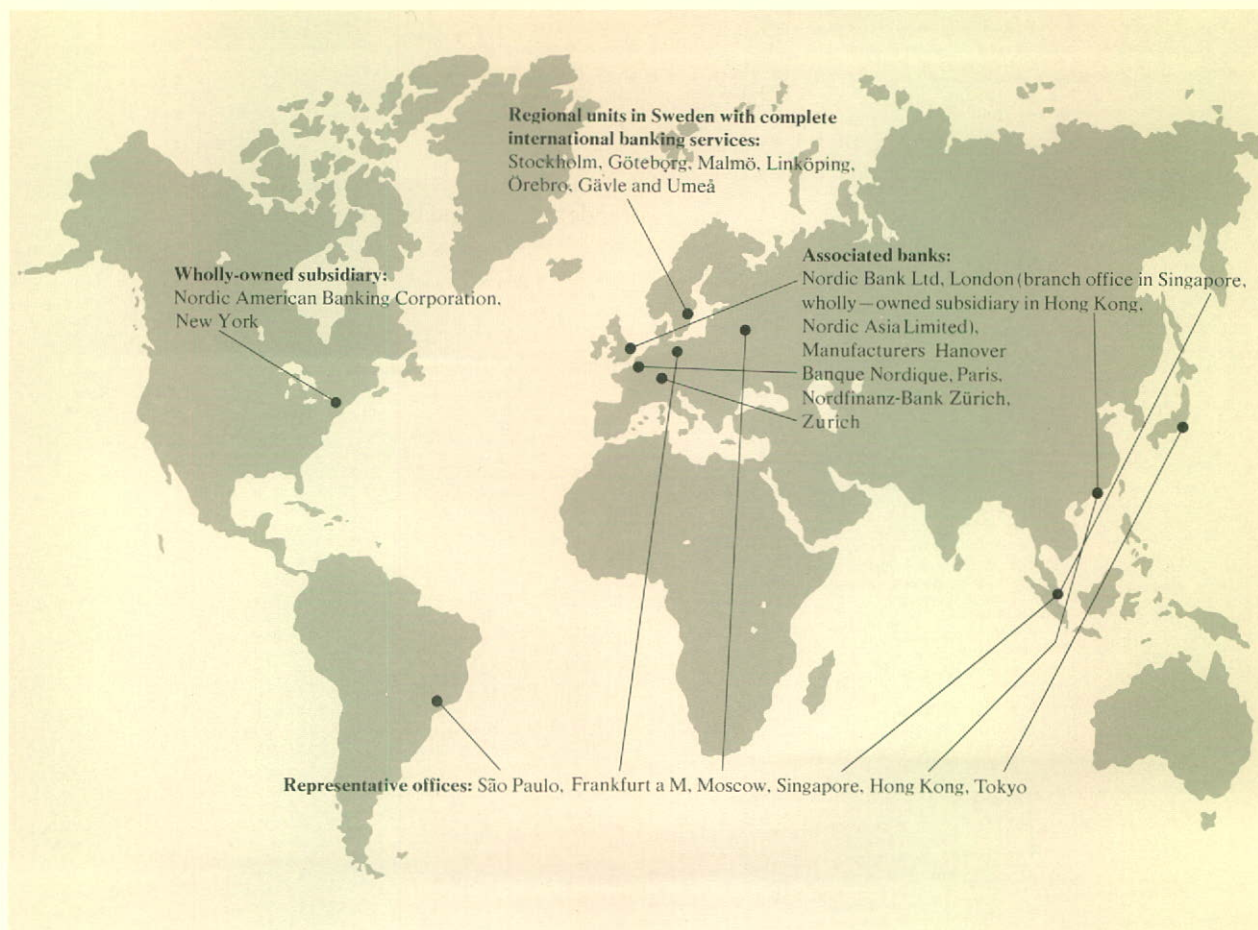 Regional units in Sweden with complete
international banking services:
Stockholm, Göteborg, Malmö, Linköping,
Örebro, Gävle and Umeå
Wholly-owned subsidiary:
Nordic American Banking Corporation,
New York
Associated banks:
Nordic Bank Ltd, London (branch office in Singapore,
wholly—owned subsidiary in Hong Kong,
Nordic Asia Limited),
Manufacturers Hanover
Banque Nordique, Paris,
Nordfinanz-Bank Zürich,
Zurich
Representative offices: São Paulo, Frankfurt a M, Moscow, Singapore, Hong Kong, Tokyo